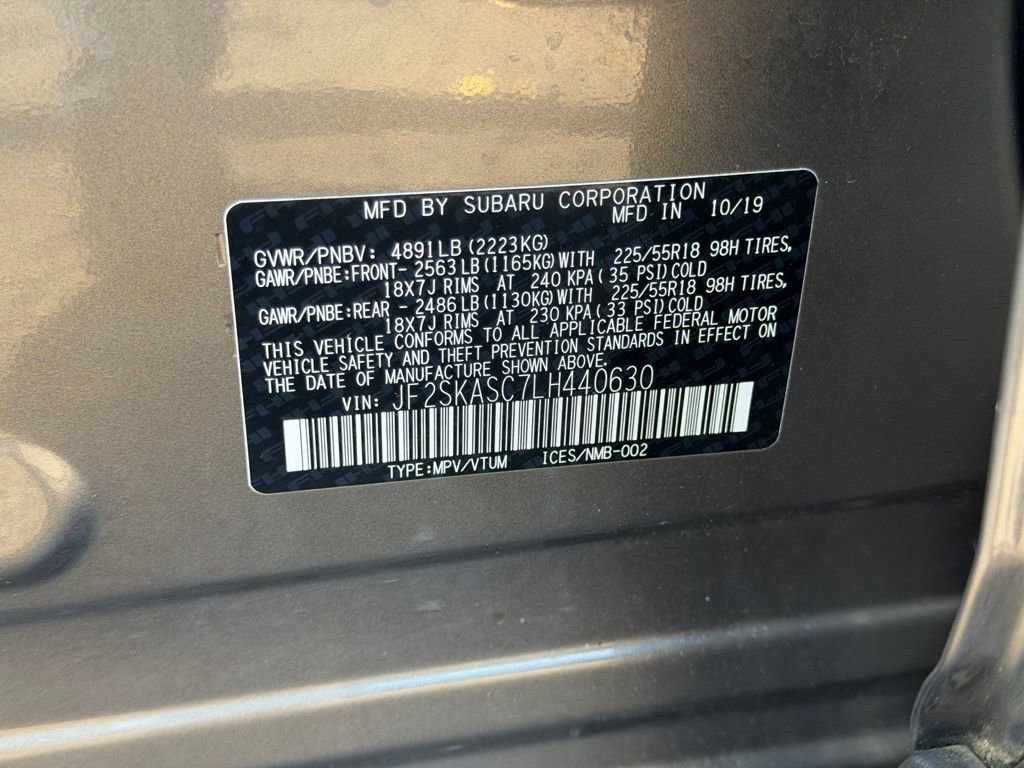 MFD BY SUBARU CORPORATION
MFD IN 10/19
GVWR/PNBV: 4891LB (2223KG)
GAWR/PNBE:FRONT- 2563LB (1165KG) WITH 225/55R18 98H TIRES,
18X7J RIMS AT 240 KPA (35 PSI) COLD
GAWR/PNBE:REAR - 2486LB (1130KG) WITH 225/55R18 98H TIRES,
18X7J RIMS AT 230 KPA (33 PSI) COLD
THIS VEHICLE CONFORMS TO ALL APPLICABLE FEDERAL MOTOR
VEHICLE SAFETY AND THEFT PREVENTION STANDARDS IN EFFECT ON
THE DATE OF MANUFACTURE SHOWN ABOVE.
VIN: JF2SKASC7LH440630
TYPE:MPV/VTUM ICES/NMB-002